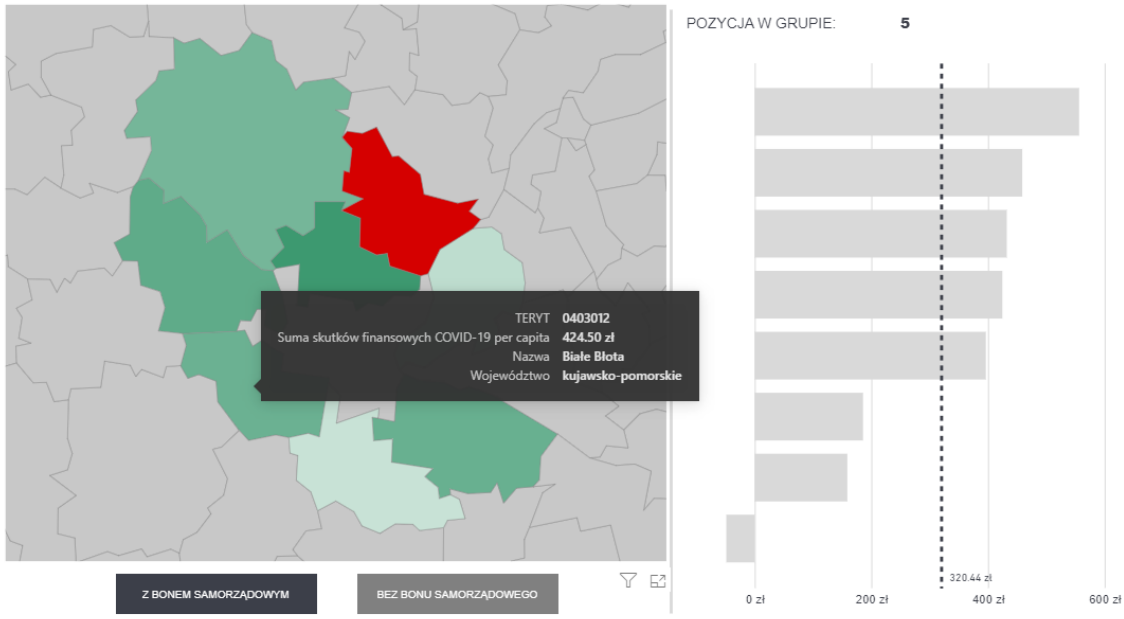 POZYCJA W GRUPIE: 5
TERYT 0403012
Suma skutków finansowych COVID-19 per capita 424.50 zł
Nazwa Białe Błota
Województwo kujawsko-pomorskie
320.44 zł
0 zł 200 zł 400 zł 600 zł
Z BONEM SAMORZĄDOWYM BEZ BONU SAMORZĄDOWEGO